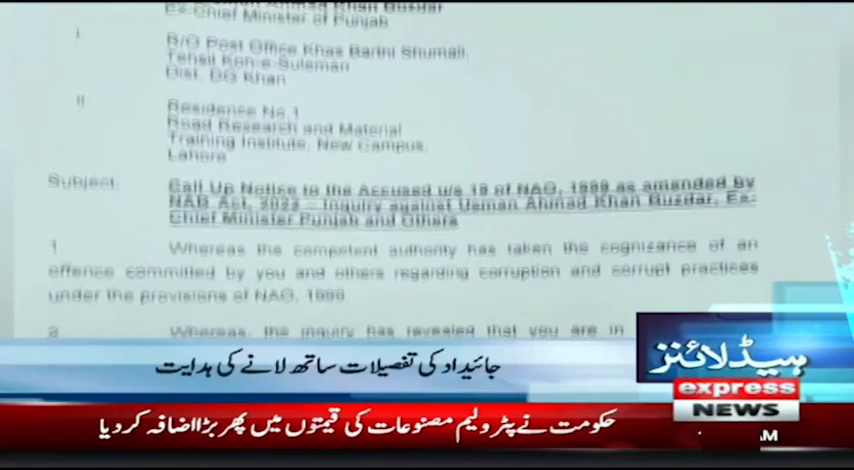 Usman Ahmad Khan Buzdar
Ex-Chief Minister of Punjab
I
R/O Post Office Khas Barthi Shumali,
Tehsil Koh-e-Suleman
Dist. DG Khan
II
Residence No.1
Road Research and Material
Training Institute, New Campus,
Lahore
Subject: Call Up Notice to the Accused u/s 19 of NAO, 1999 as amended by
NAB Act, 2022 - Inquiry against Usman Ahmad Khan Buzdar, Ex-
Chief Minister Punjab and Others
1 Whereas the competent authority has taken the cognizance of an
offence committed by you and others regarding corruption and corrupt practices
under the provisions of NAO, 1999
2 Whereas, the inquiry has revealed that you are in
جائیداد کی تفصیلات ساتھ لانے کی ہدایت
ہیڈلائنز
express
NEWS
حکومت نے پٹرولیم مصنوعات کی قیمتوں میں پھر بڑا اضافہ کردیا
AM